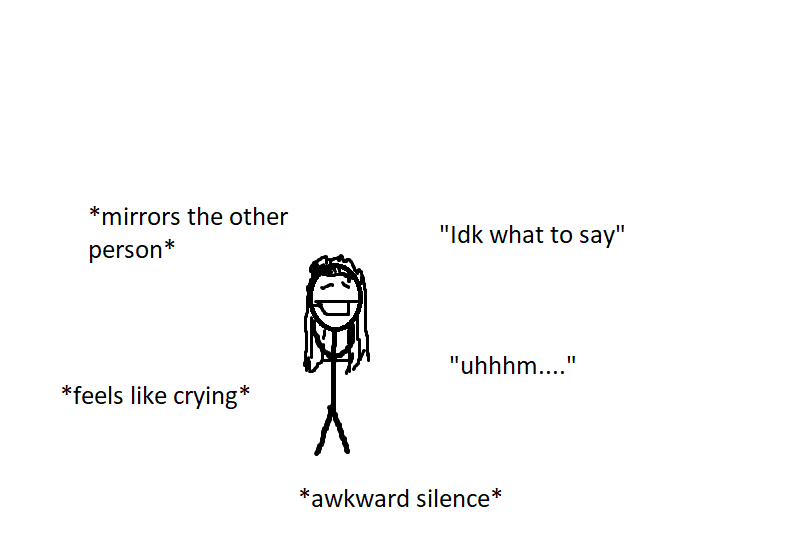 *mirrors the other
person*
"Idk what to say"
"uhhhm...."
*feels like crying*
*awkward silence*